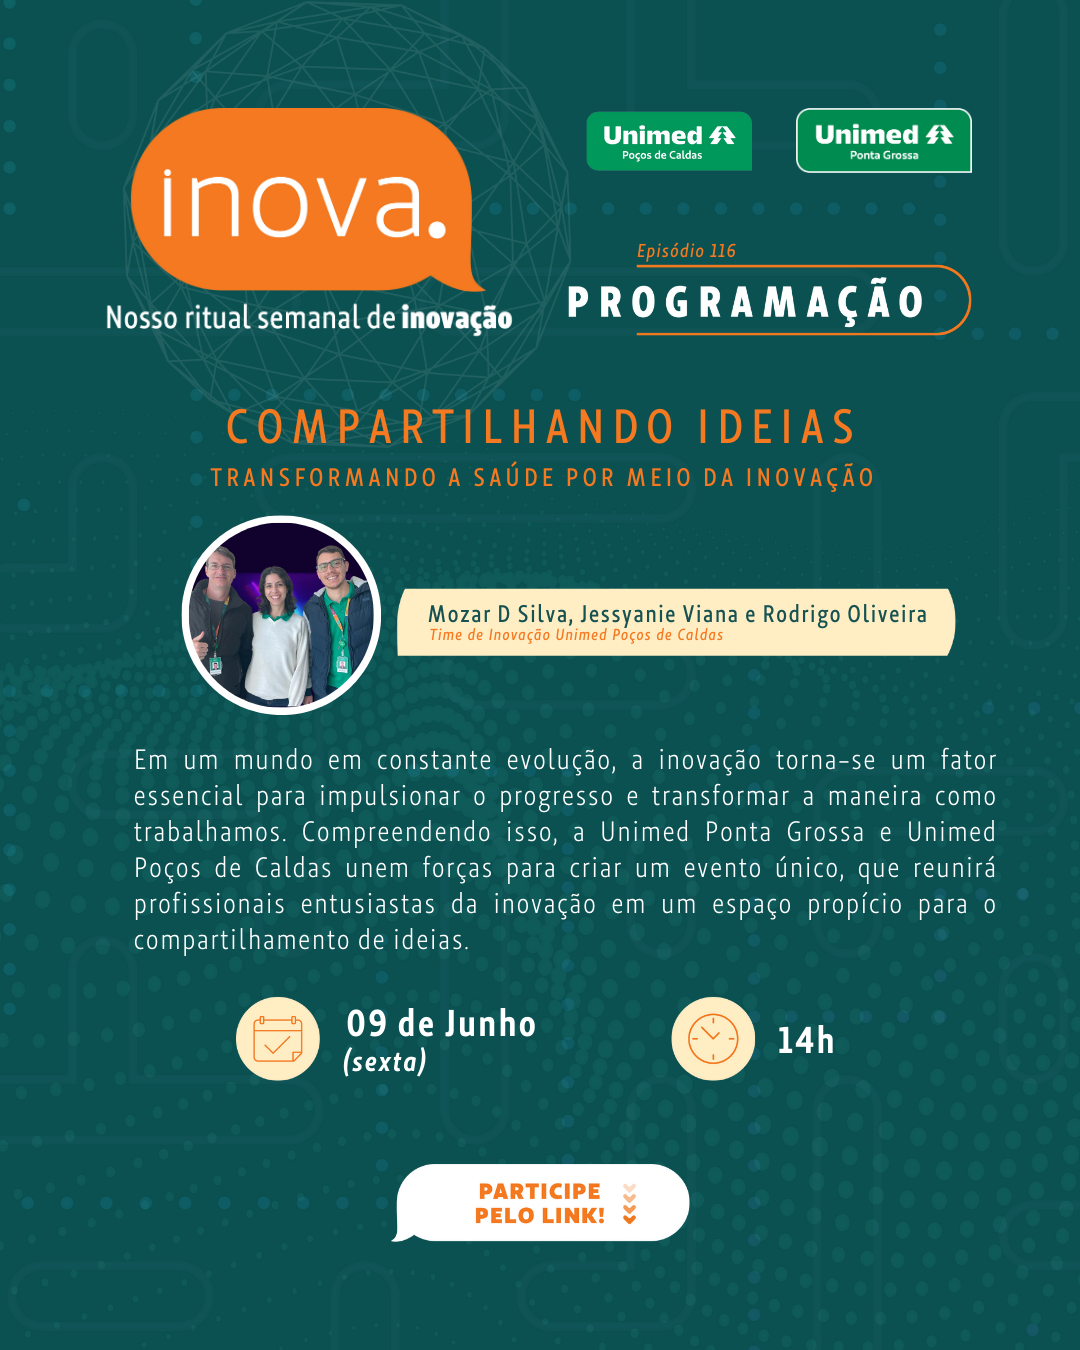 inova.
Nosso ritual semanal de inovação
Unimed
Poços de Caldas
Unimed
Ponta Grossa
Episódio 116
PROGRAMAÇÃO
COMPARTILHANDO IDEIAS
TRANSFORMANDO A SAÚDE POR MEIO DA INOVAÇÃO
Mozar D Silva, Jessyanie Viana e Rodrigo Oliveira
Time de Inovação Unimed Poços de Caldas
Em um mundo em constante evolução, a inovação torna-se um fator
essencial para impulsionar o progresso e transformar a maneira como
trabalhamos. Compreendendo isso, a Unimed Ponta Grossa e Unimed
Poços de Caldas unem forças para criar um evento único, que reunirá
profissionais entusiastas da inovação em um espaço propício para o
compartilhamento de ideias.
09 de Junho
(sexta)
14h
PARTICIPE
PELO LINK!